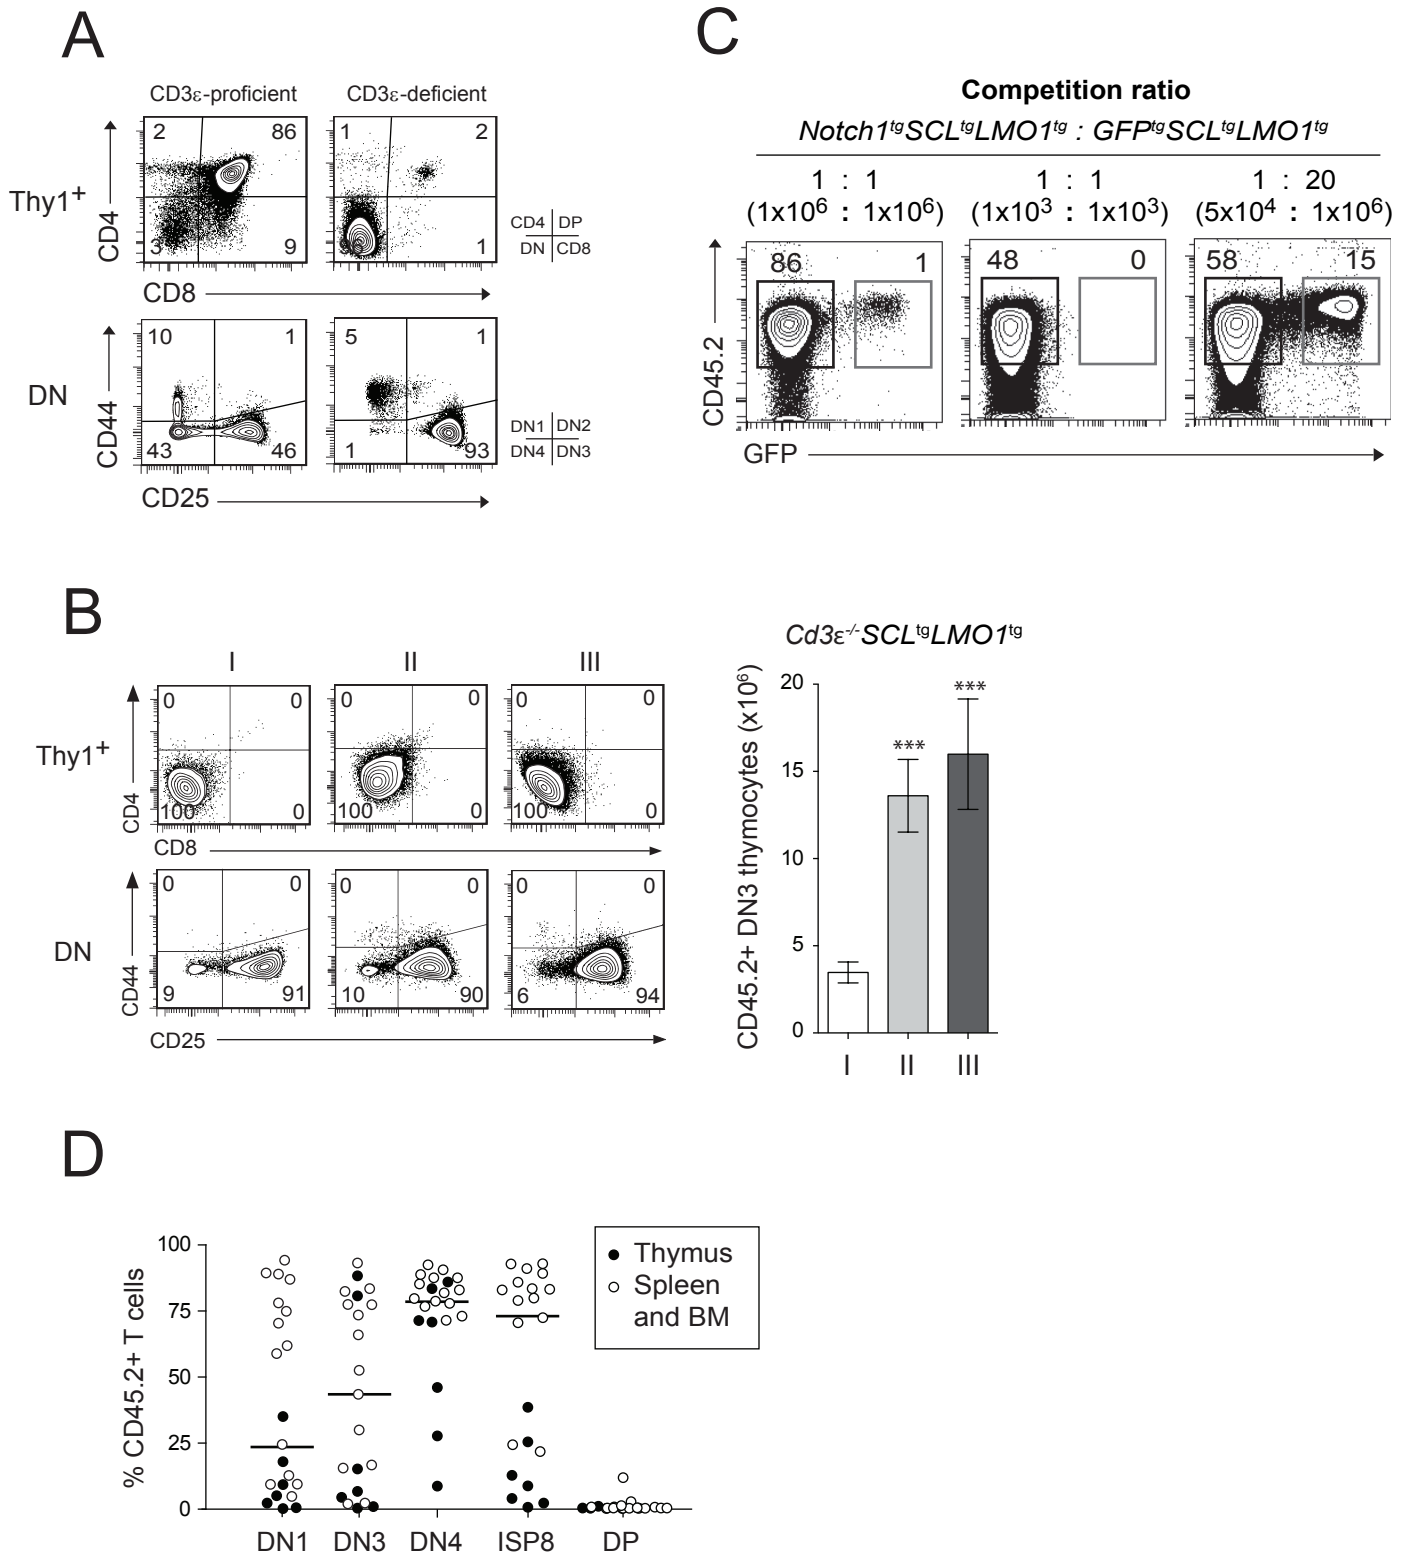 A
CD3ε-proficient
CD3ε-deficient
Thy1+
CD4
2
86
3
9
1
2
1
CD4
DP
DN
CD8
CD8
DN
CD44
10
1
43
46
5
1
1
93
DN1
DN2
DN4
DN3
CD25
C
Competition ratio
Notch1tgSCLtgLMO1tg : GFPtgSCLtgLMO1tg
1 : 1
(1x10⁶ : 1x10⁶)
1 : 1
(1x10³ : 1x10³)
1 : 20
(5x10⁴ : 1x10⁶)
CD45.2
86
1
48
0
58
15
GFP
B
I
II
III
Thy1+
CD4
0
0
100
0
0
0
100
0
0
0
100
0
CD8
DN
CD44
0
0
9
91
0
0
10
90
0
0
6
94
CD25
Cd3ε-/-SCLtgLMO1tg
CD45.2+ DN3 thymocytes (x10⁶)
20
15
10
5
0
***
***
I
II
III
D
% CD45.2+ T cells
100
75
50
25
0
Thymus
Spleen
and BM
DN1
DN3
DN4
ISP8
DP